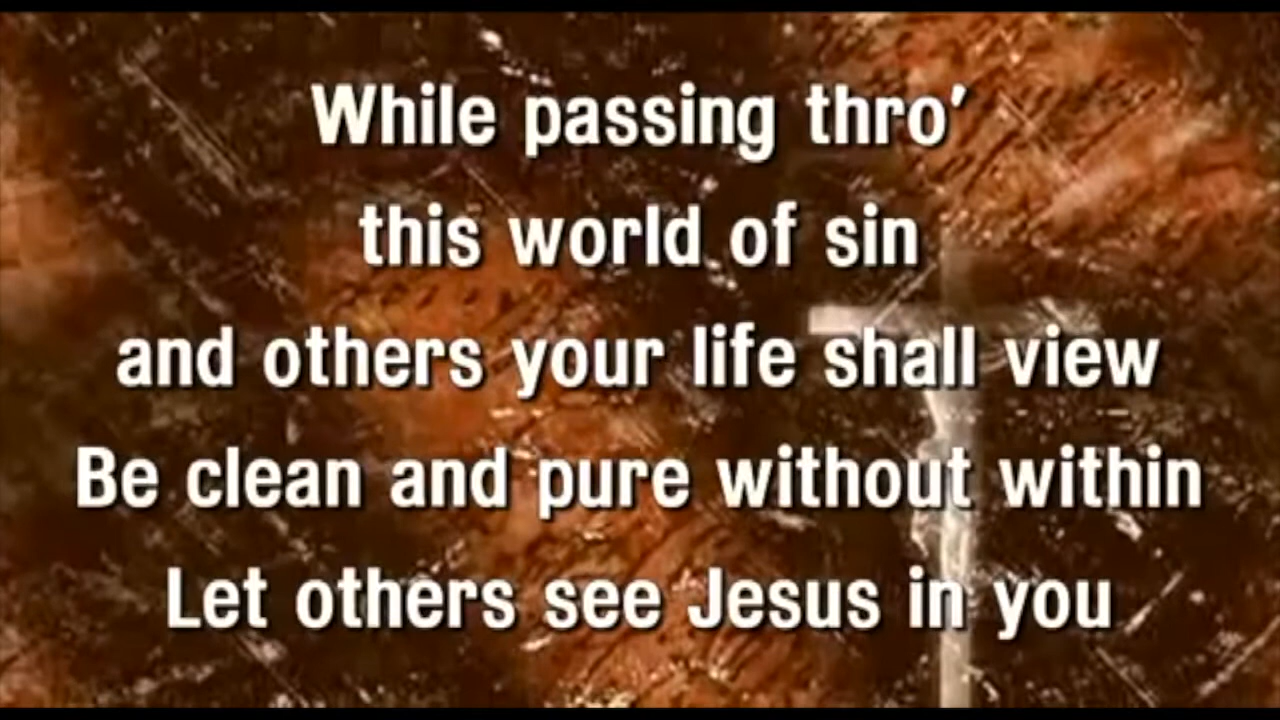 While passing thro’
this world of sin
and others your life shall view
Be clean and pure without within
Let others see Jesus in you